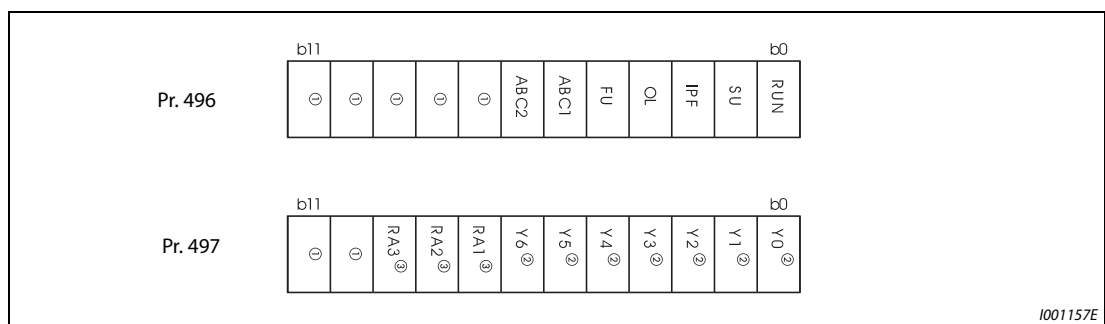 b11 b0
Pr. 496 ① ① ① ① ① ABC2 ABC1 FU OL IPF SU RUN
b11 b0
Pr. 497 ① ① RA3③ RA2③ RA1③ Y6② Y5② Y4② Y3② Y2② Y1② Y0②
I001157E